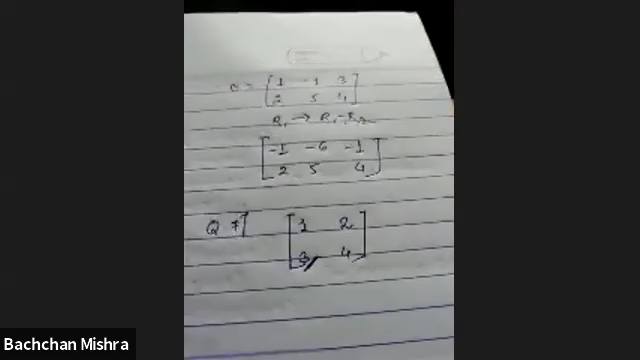 C = [ 1 -1 3
2 5 4 ]
R₁ → R₁-R₂
[ -1 -6 -1
2 5 4 ]
Q 7] [ 1 2
3 4 ]
Bachchan Mishra